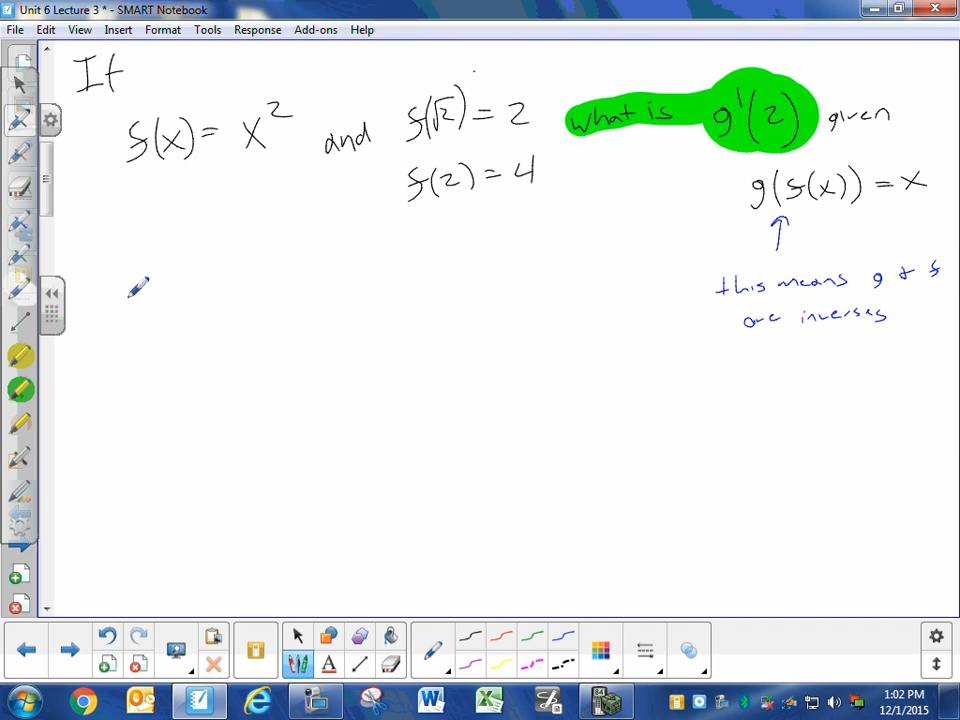 Unit 6 Lecture 3 * - SMART Notebook
File Edit View Insert Format Tools Response Add-ons Help
If
f(x) = x² and f(√2) = 2 what is g'(2) given
f(2) = 4
g(f(x)) = x
this means g & f
are inverses
A
1:02 PM
12/1/2015